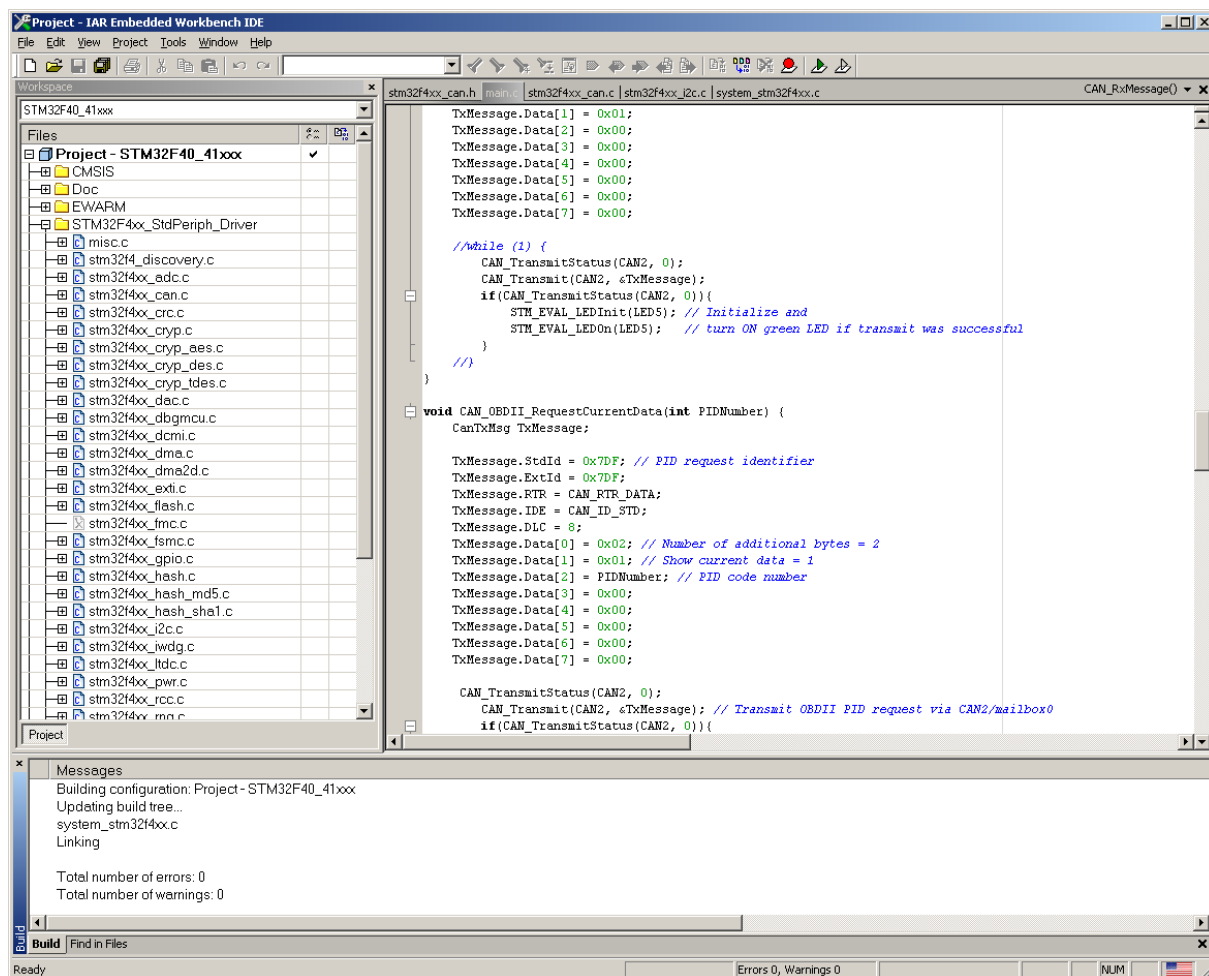 Project - IAR Embedded Workbench IDE
File Edit View Project Tools Window Help
Workspace
STM32F40_41xxx
Files
Project - STM32F40_41xxx
CMSIS
Doc
EWARM
STM32F4xx_StdPeriph_Driver
misc.c
stm32f4_discovery.c
stm32f4xx_adc.c
stm32f4xx_can.c
stm32f4xx_crc.c
stm32f4xx_cryp.c
stm32f4xx_cryp_aes.c
stm32f4xx_cryp_des.c
stm32f4xx_cryp_tdes.c
stm32f4xx_dac.c
stm32f4xx_dbgmcu.c
stm32f4xx_dcmi.c
stm32f4xx_dma.c
stm32f4xx_dma2d.c
stm32f4xx_exti.c
stm32f4xx_flash.c
stm32f4xx_fmc.c
stm32f4xx_fsmc.c
stm32f4xx_gpio.c
stm32f4xx_hash.c
stm32f4xx_hash_md5.c
stm32f4xx_hash_sha1.c
stm32f4xx_i2c.c
stm32f4xx_iwdg.c
stm32f4xx_ltdc.c
stm32f4xx_pwr.c
stm32f4xx_rcc.c
stm32f4xx_rng.c
Project
stm32f4xx_can.h main.c stm32f4xx_can.c | stm32f4xx_i2c.c | system_stm32f4xx.c CAN_RxMessage()
TxMessage.Data[1] = 0x01;
TxMessage.Data[2] = 0x00;
TxMessage.Data[3] = 0x00;
TxMessage.Data[4] = 0x00;
TxMessage.Data[5] = 0x00;
TxMessage.Data[6] = 0x00;
TxMessage.Data[7] = 0x00;
//while (1) {
CAN_TransmitStatus(CAN2, 0);
CAN_Transmit(CAN2, &TxMessage);
if(CAN_TransmitStatus(CAN2, 0)){
STM_EVAL_LEDInit(LED5); // Initialize and
STM_EVAL_LEDOn(LED5); // turn ON green LED if transmit was successful
}
//}
}
void CAN_OBDII_RequestCurrentData(int PIDNumber) {
CanTxMsg TxMessage;
TxMessage.StdId = 0x7DF; // PID request identifier
TxMessage.ExtId = 0x7DF;
TxMessage.RTR = CAN_RTR_DATA;
TxMessage.IDE = CAN_ID_STD;
TxMessage.DLC = 8;
TxMessage.Data[0] = 0x02; // Number of additional bytes = 2
TxMessage.Data[1] = 0x01; // Show current data = 1
TxMessage.Data[2] = PIDNumber; // PID code number
TxMessage.Data[3] = 0x00;
TxMessage.Data[4] = 0x00;
TxMessage.Data[5] = 0x00;
TxMessage.Data[6] = 0x00;
TxMessage.Data[7] = 0x00;
CAN_TransmitStatus(CAN2, 0);
CAN_Transmit(CAN2, &TxMessage); // Transmit OBDII PID request via CAN2/mailbox0
if(CAN_TransmitStatus(CAN2, 0)){
Messages
Building configuration: Project - STM32F40_41xxx
Updating build tree...
system_stm32f4xx.c
Linking
Total number of errors: 0
Total number of warnings: 0
Build
Build Find in Files
Ready Errors 0, Warnings 0 NUM